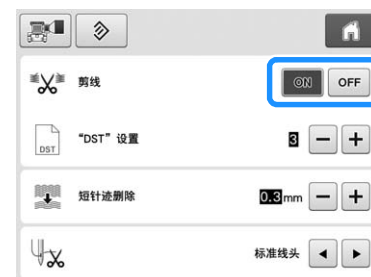 剪线 ON OFF
DST "DST" 设置 3 − +
短针迹删除 0.3mm − +
标准线头